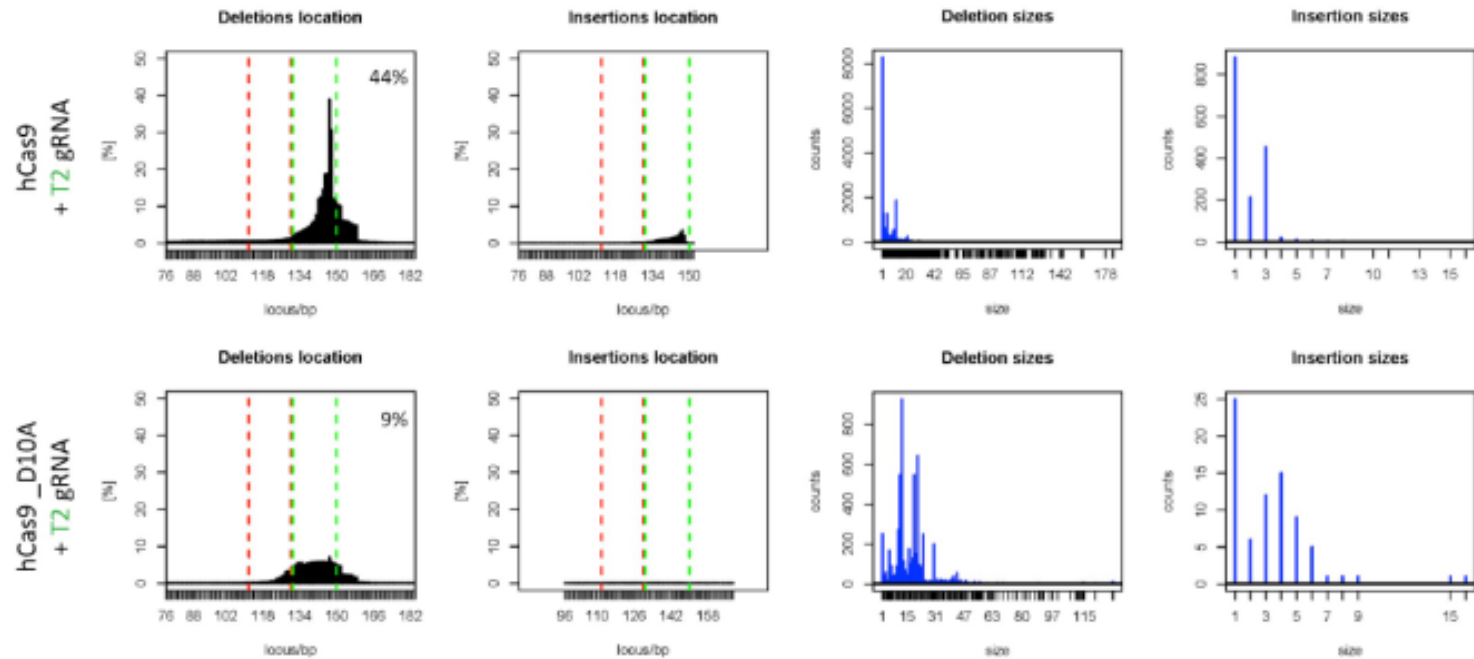 Deletions location
Insertions location
Deletion sizes
Insertion sizes
hCas9
+ T2 gRNA
44%
[%]
0 10 20 30 40 50
76 88 102 118 134 150 166 182
locus/bp
[%]
0 10 20 30 40 50
76 88 102 118 134 150
locus/bp
counts
0 2000 4000 6000 8000
1 20 42 65 87 112 142 178
size
counts
0 200 400 600 800
1 3 5 7 10 13 15
size
Deletions location
Insertions location
Deletion sizes
Insertion sizes
hCas9 _D10A
+ T2 gRNA
9%
[%]
0 10 20 30 40 50
76 88 102 118 134 150 166 182
locus/bp
[%]
0 10 20 30 40 50
96 110 126 142 158
locus/bp
counts
0 200 400 600 800
1 15 31 47 63 79 97 115
size
counts
0 5 10 15 20 25
1 3 5 7 9 15
size